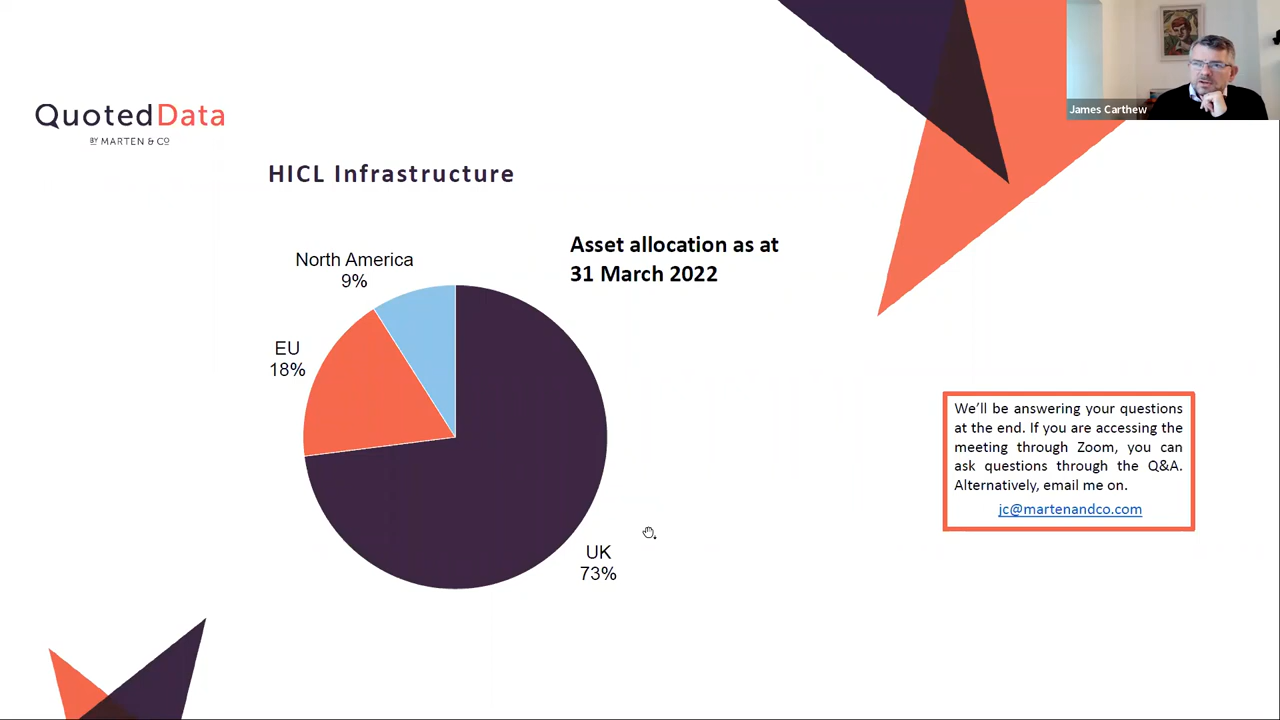 James Carthew
QuotedData
BY MARTEN & CO
HICL Infrastructure
Asset allocation as at
31 March 2022
North America
9%
EU
18%
UK
73%
We’ll be answering your questions
at the end. If you are accessing the
meeting through Zoom, you can
ask questions through the Q&A.
Alternatively, email me on.
jc@martenandco.com